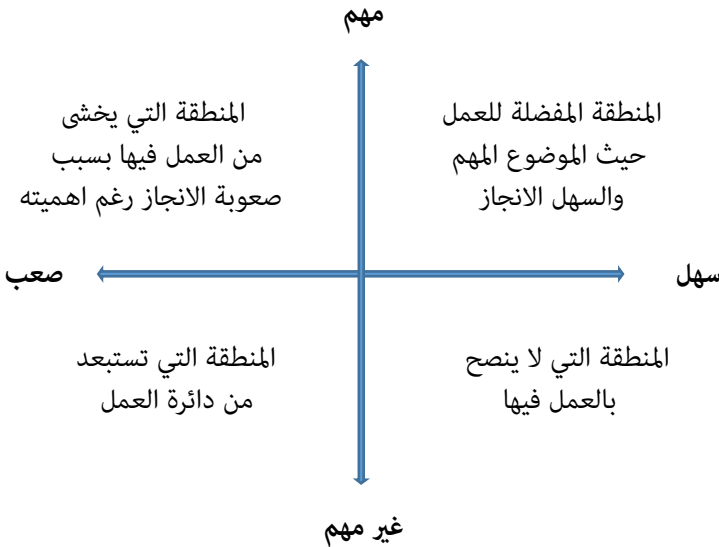 مهم
المنطقة المفضلة للعمل
حيث الموضوع المهم
والسهل الانجاز
المنطقة التي يخشى
من العمل فيها بسبب
صعوبة الانجاز رغم اهميته
سهل
صعب
المنطقة التي لا ينصح
بالعمل فيها
المنطقة التي تستبعد
من دائرة العمل
غير مهم